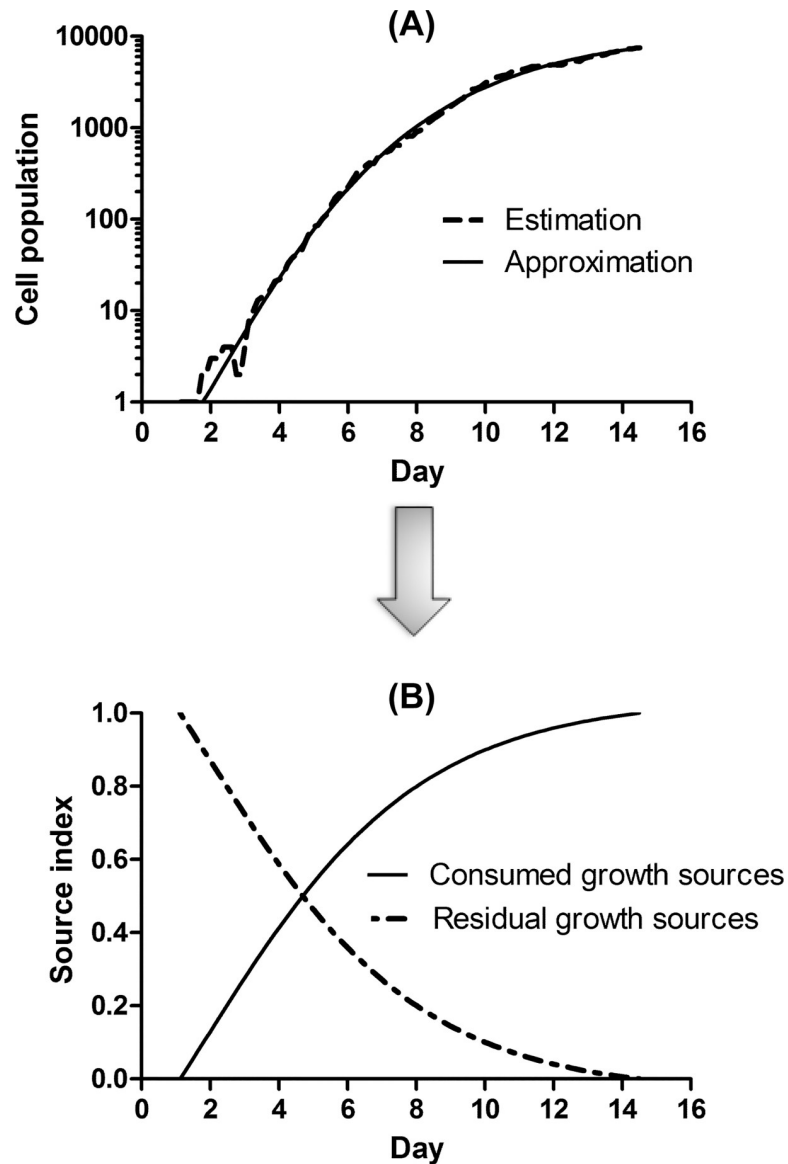 (A)
10000
1000
100
10
1
Cell population
Estimation
Approximation
0 2 4 6 8 10 12 14 16
Day
(B)
1.0
0.8
0.6
0.4
0.2
0.0
Source index
Consumed growth sources
Residual growth sources
0 2 4 6 8 10 12 14 16
Day